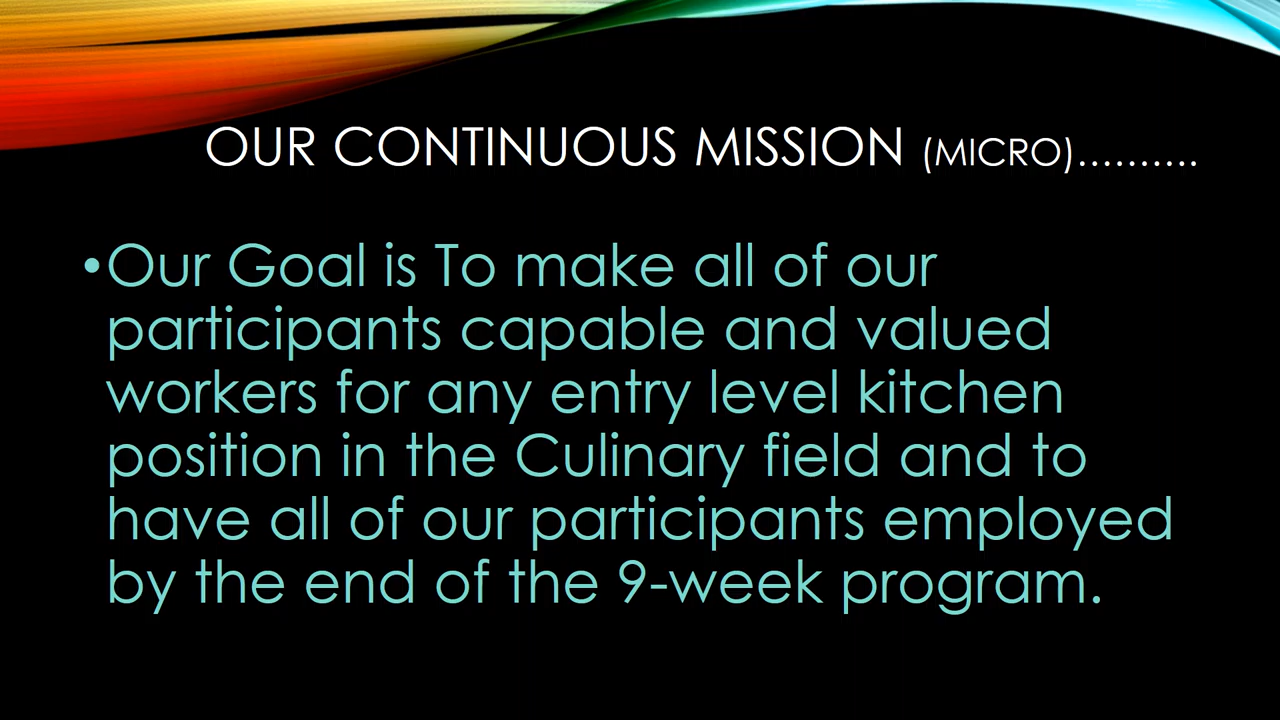 OUR CONTINUOUS MISSION (MICRO)..........
•Our Goal is To make all of our
participants capable and valued
workers for any entry level kitchen
position in the Culinary field and to
have all of our participants employed
by the end of the 9-week program.